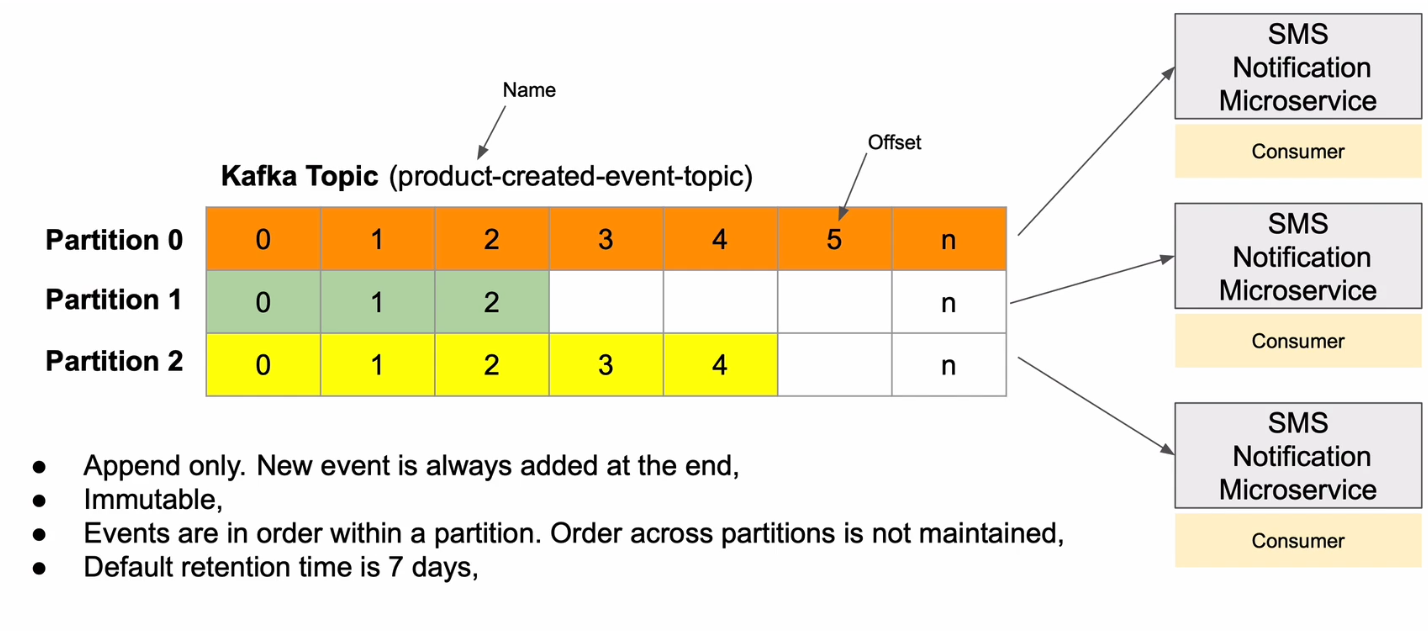 Name
Offset
Kafka Topic (product-created-event-topic)
Partition 0 0 1 2 3 4 5 n
Partition 1 0 1 2 n
Partition 2 0 1 2 3 4 n
SMS
Notification
Microservice
Consumer
SMS
Notification
Microservice
Consumer
SMS
Notification
Microservice
Consumer
● Append only. New event is always added at the end,
● Immutable,
● Events are in order within a partition. Order across partitions is not maintained,
● Default retention time is 7 days,